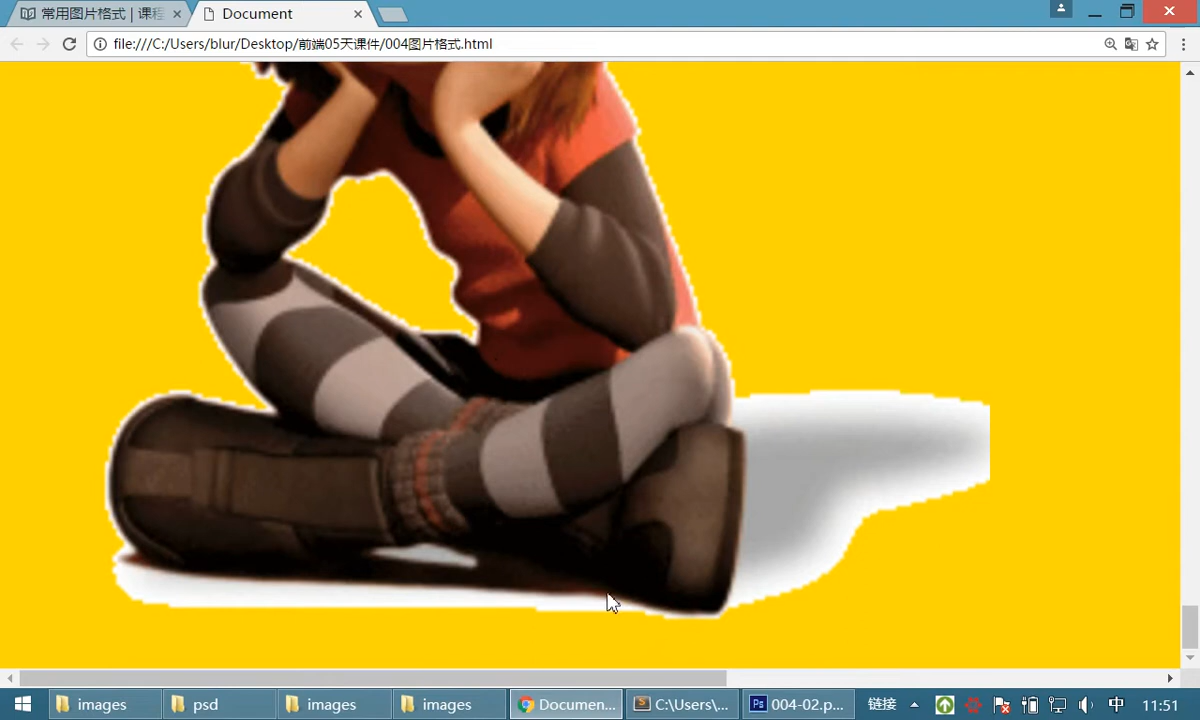 常用图片格式 | 课程
Document
file:///C:/Users/blur/Desktop/前端05天课件/004图片格式.html
images
psd
images
images
Documen...
C:\Users\...
Ps 004-02.p...
链接
中
11:51